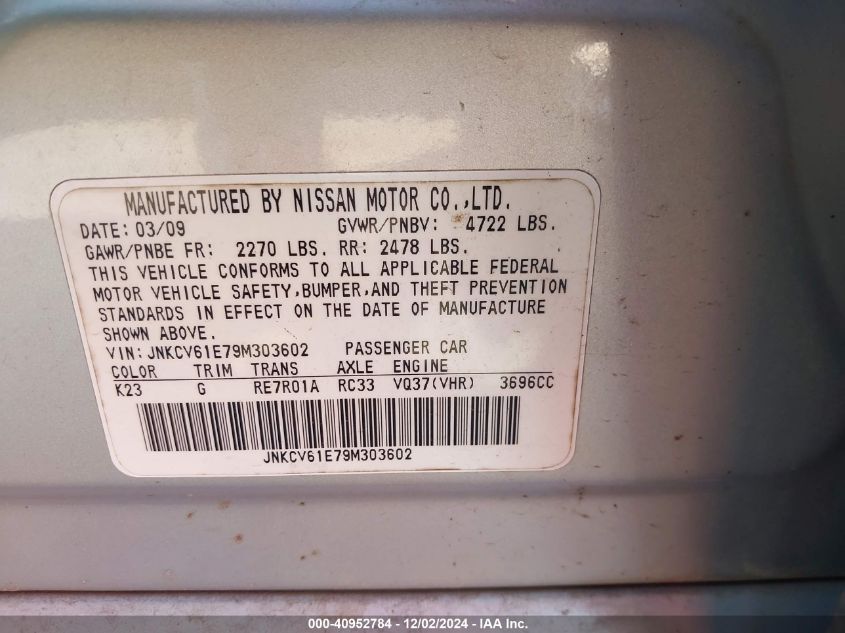 MANUFACTURED BY NISSAN MOTOR CO.,LTD.
DATE: 03/09 GVWR/PNBV: 4722 LBS.
GAWR/PNBE FR: 2270 LBS. RR: 2478 LBS.
THIS VEHICLE CONFORMS TO ALL APPLICABLE FEDERAL
MOTOR VEHICLE SAFETY,BUMPER,AND THEFT PREVENTION
STANDARDS IN EFFECT ON THE DATE OF MANUFACTURE
SHOWN ABOVE.
VIN: JNKCV61E79M303602 PASSENGER CAR
COLOR TRIM TRANS AXLE ENGINE
K23 G RE7R01A RC33 VQ37(VHR) 3696CC
JNKCV61E79M303602
000-40952784 - 12/02/2024 - IAA Inc.